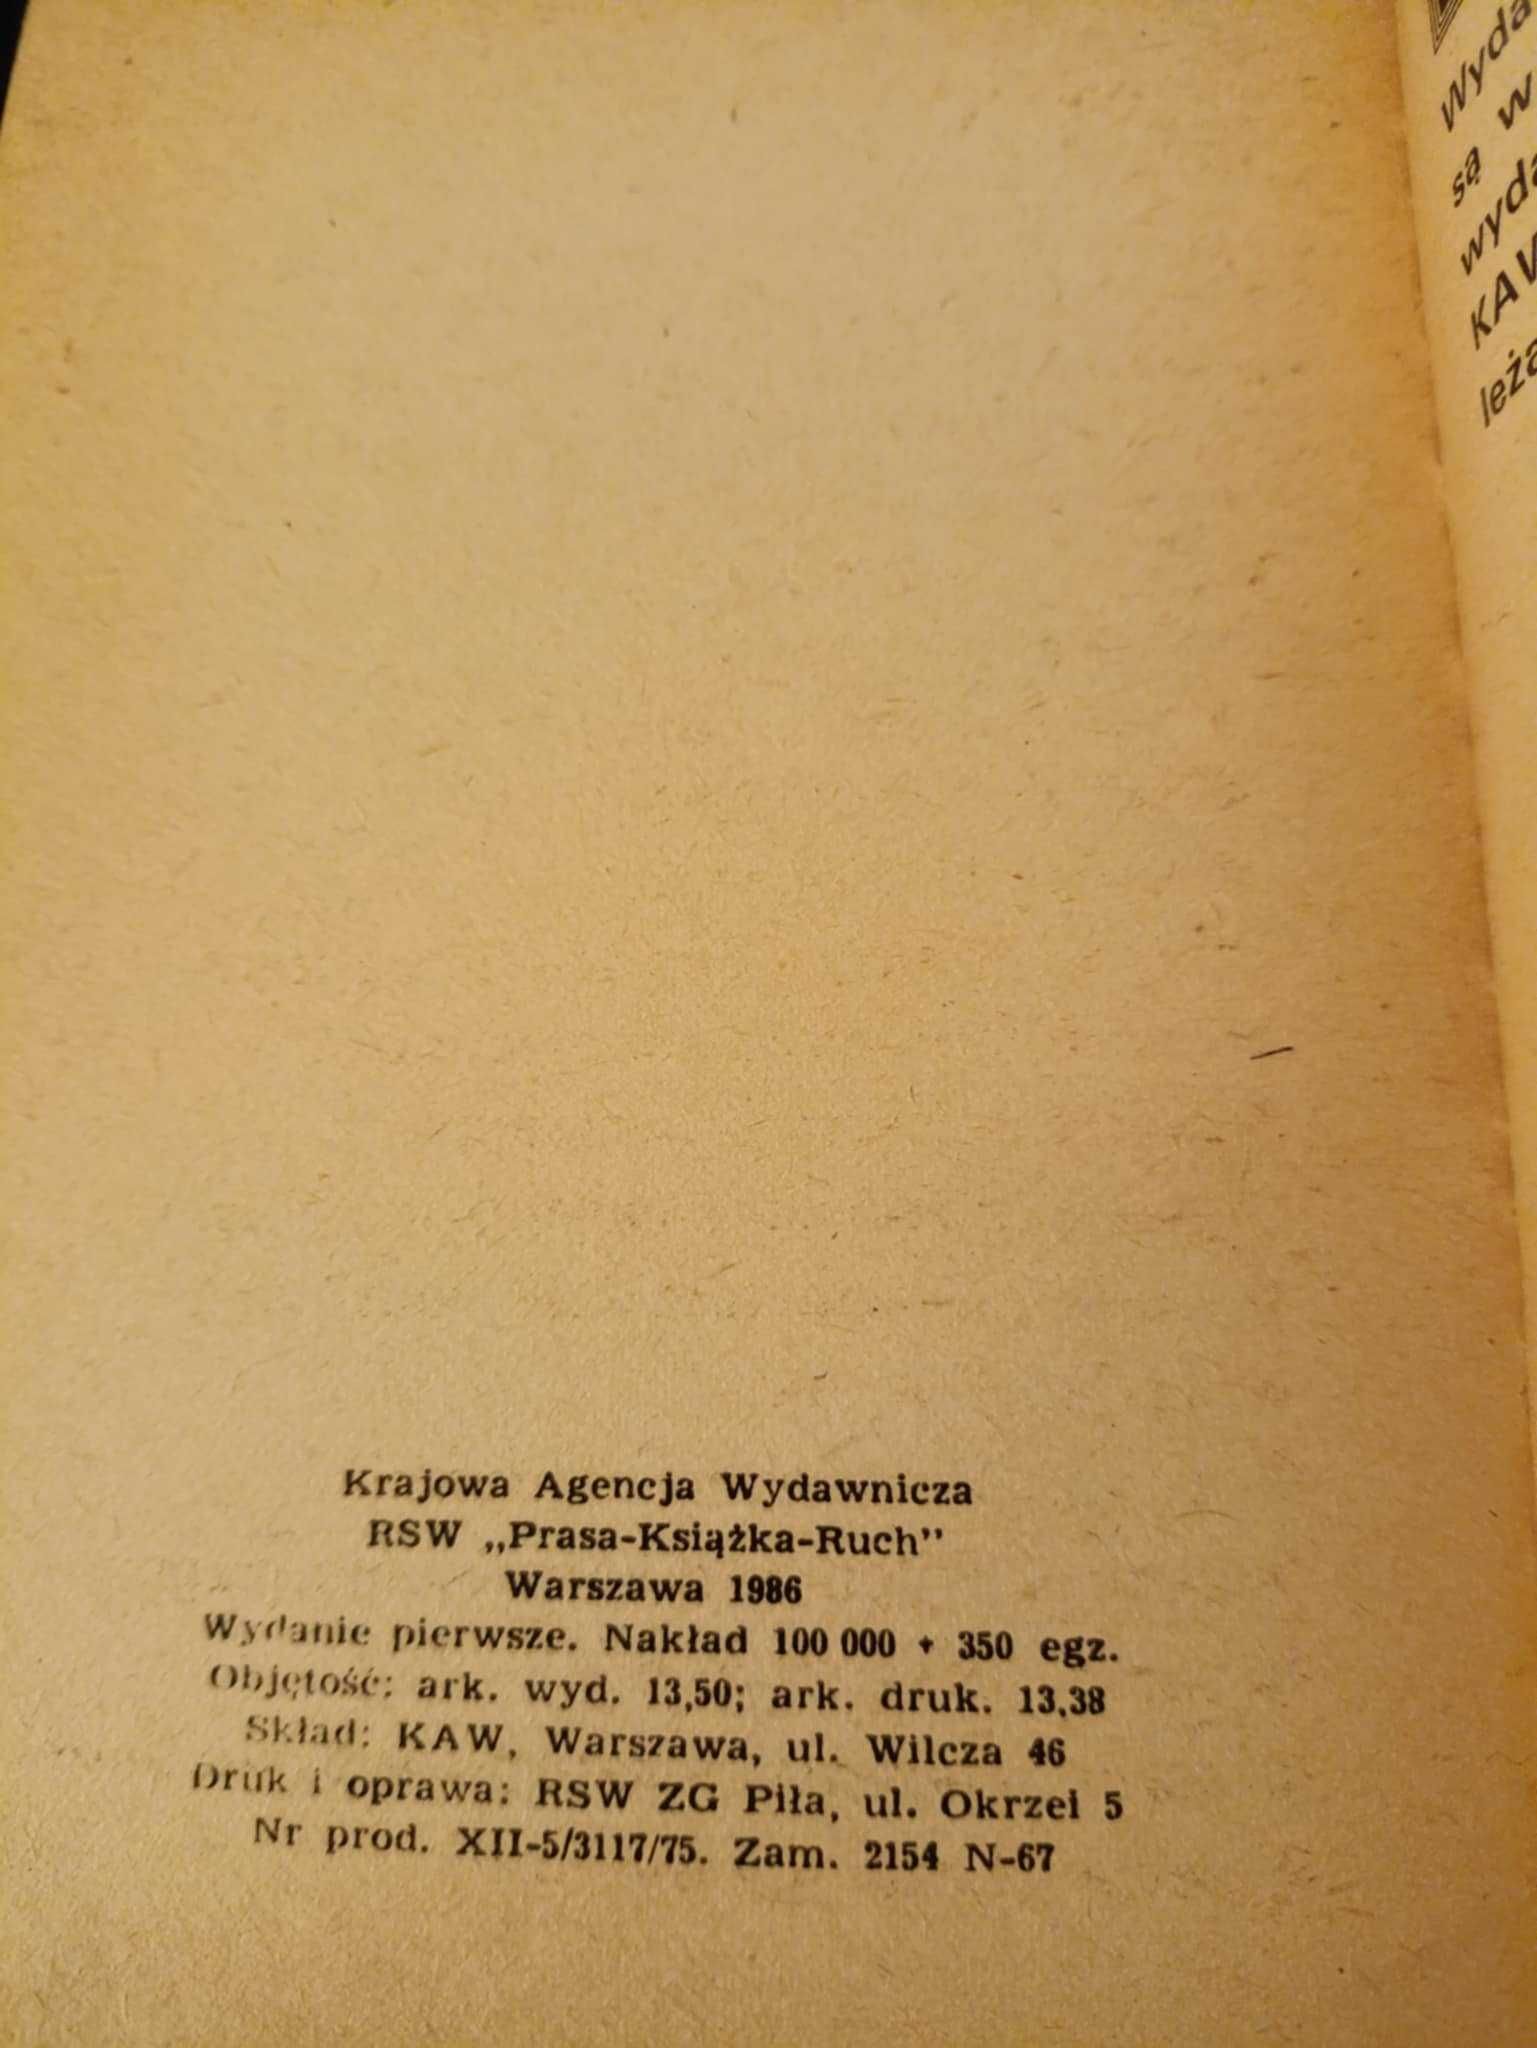 Krajowa Agencja Wydawnicza
RSW „Prasa-Książka-Ruch"
Warszawa 1986
Wydanie pierwsze. Nakład 100 000 + 350 egz.
Objętość: ark. wyd. 13,50; ark. druk. 13,38
Skład: KAW, Warszawa, ul. Wilcza 46
Druk i oprawa: RSW ZG Piła, ul. Okrzei 5
Nr prod. XII-5/3117/75. Zam. 2154 N-67
są w